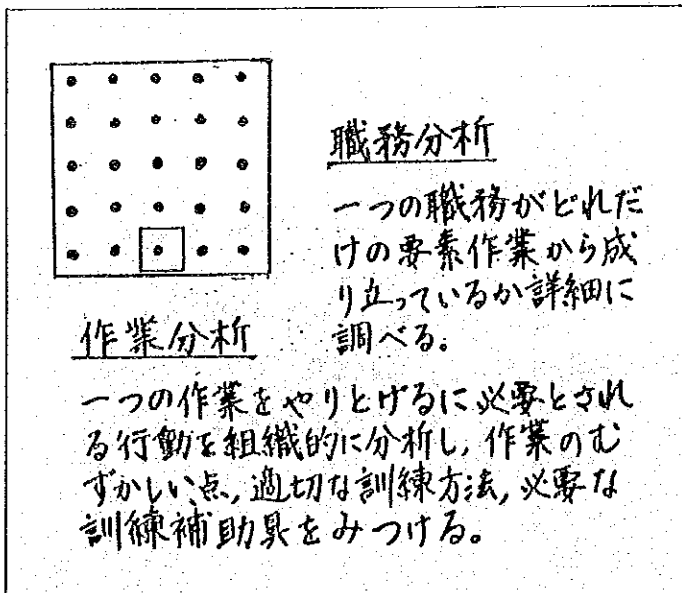 職務分析
一つの職務がどれだ
けの要素作業から成
り立っているか詳細に
調べる。
作業分析
一つの作業をやりとげるに必要とされ
る行動を組織的に分析し,作業のむ
ずかしい点,適切な訓練方法,必要な
訓練補助具をみつける。